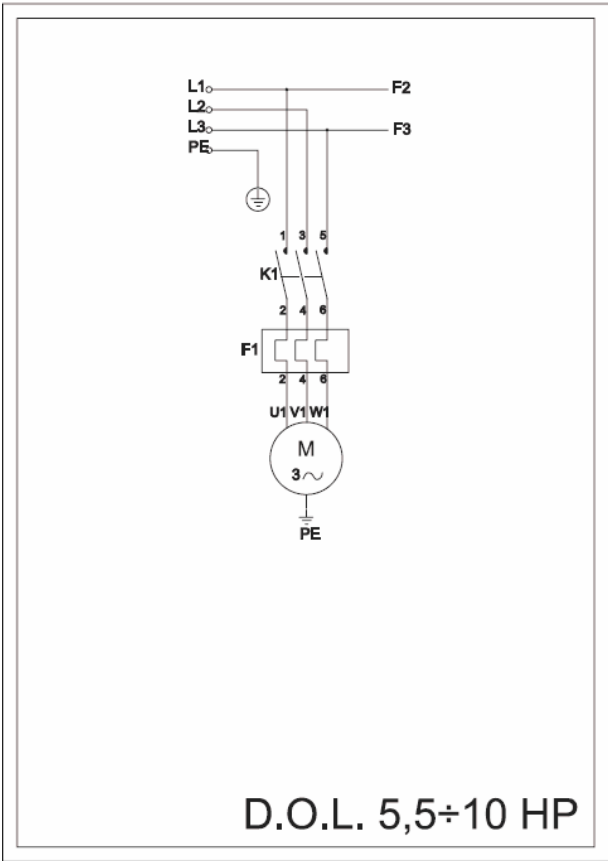 L1 F2
L2
L3 F3
PE
1 3 5
K1
2 4 6
F1
2 4 6
U1 V1 W1
M
3~
PE
D.O.L. 5,5÷10 HP